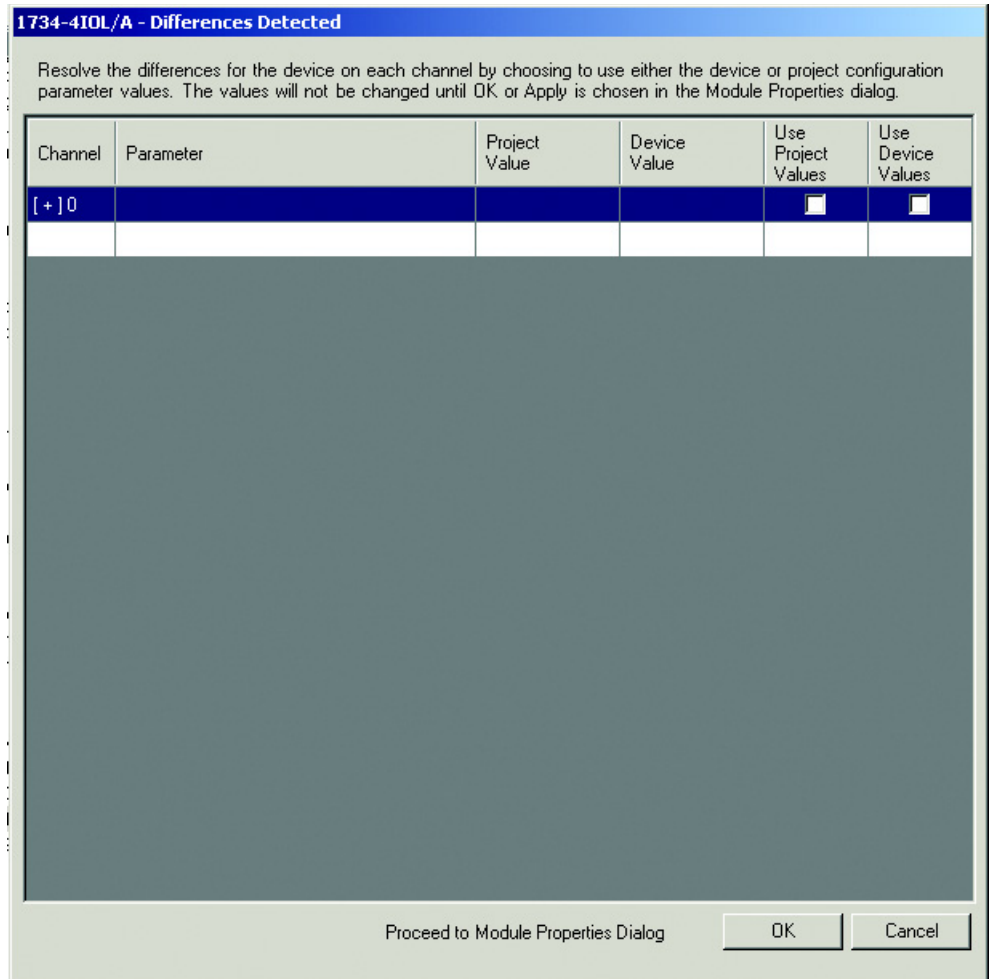 1734-4IOL/A - Differences Detected
Resolve the differences for the device on each channel by choosing to use either the device or project configuration
parameter values. The values will not be changed until OK or Apply is chosen in the Module Properties dialog.
Channel
Parameter
Project
Value
Device
Value
Use
Project
Values
Use
Device
Values
[+]0
Proceed to Module Properties Dialog
OK
Cancel